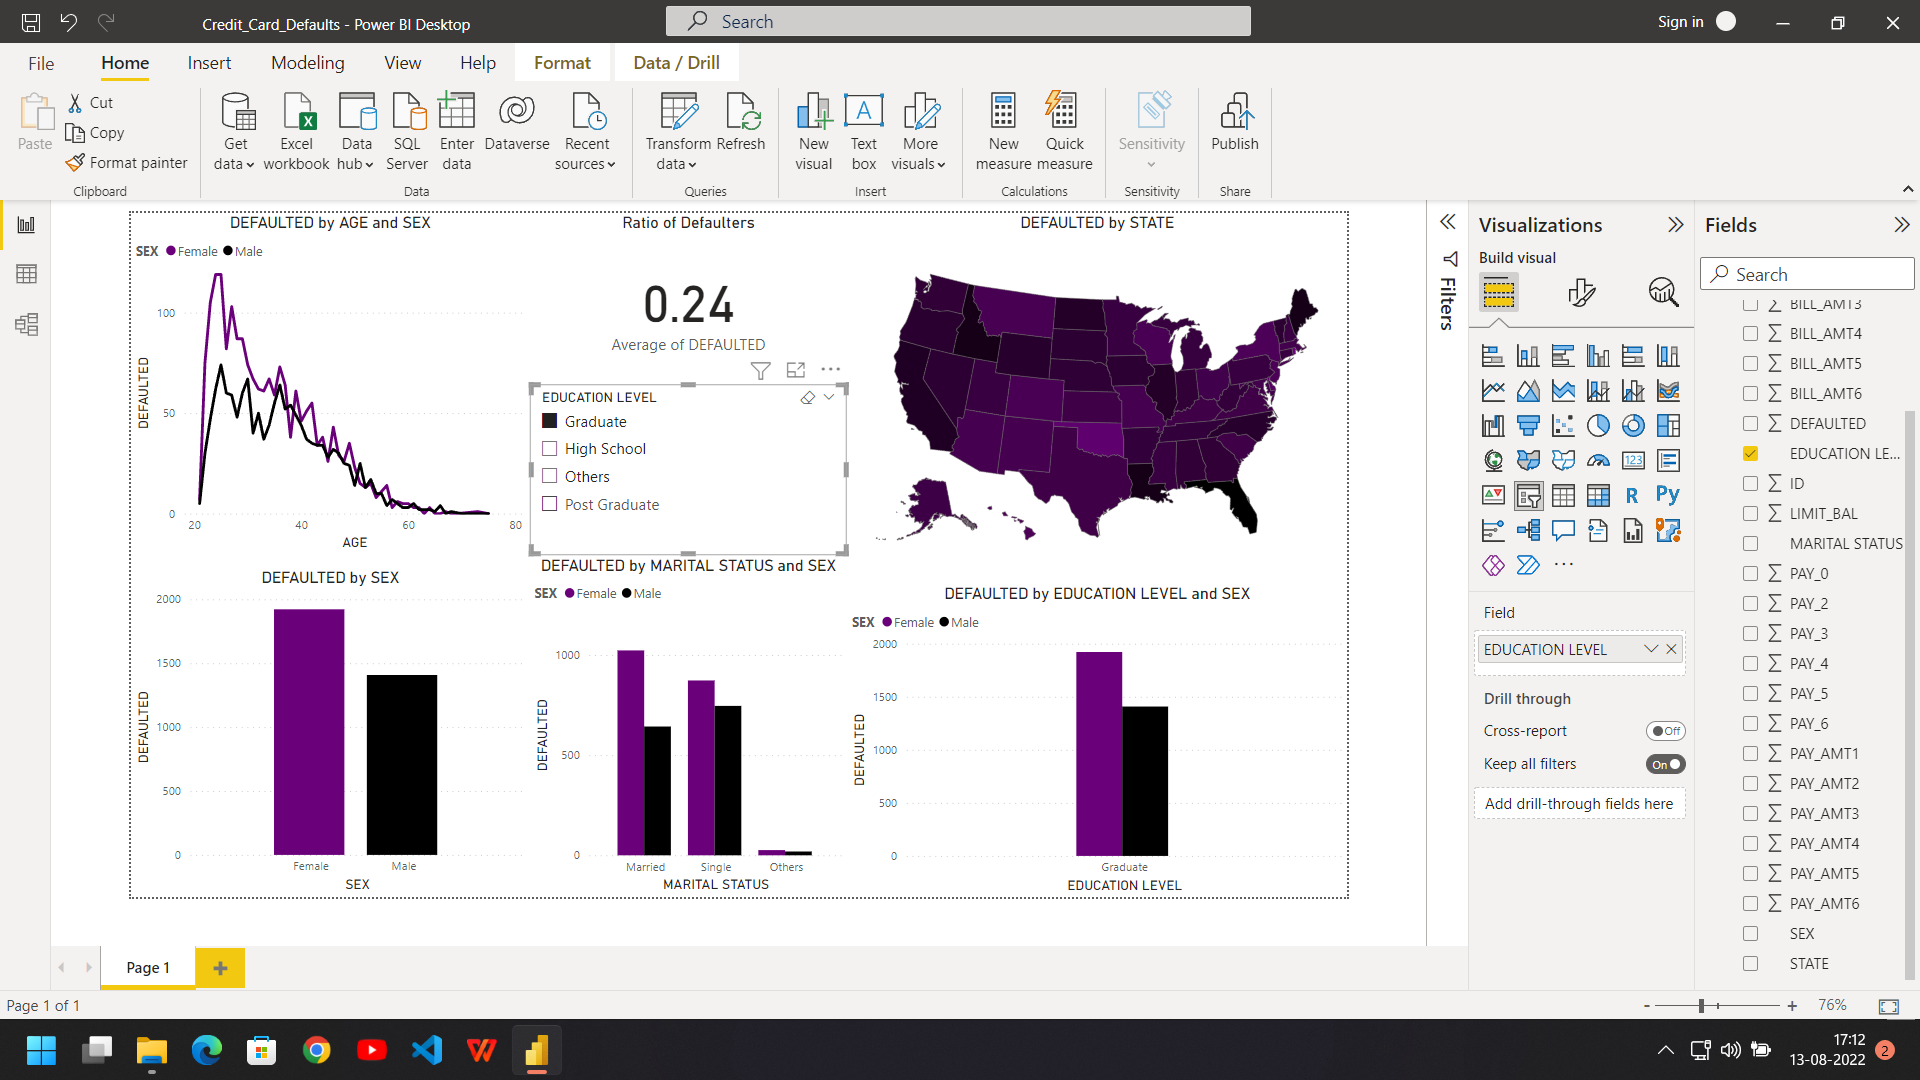 Credit_Card_Defaults - Power BI Desktop
Search
Sign in
File Home Insert Modeling View Help Format Data / Drill
Paste
Cut
Copy
Format painter
Clipboard
Get data
Excel workbook
Data hub
SQL Server
Enter data
Dataverse
Recent sources
Data
Transform data
Refresh
Queries
New visual
Text box
More visuals
Insert
New measure
Quick measure
Calculations
Sensitivity
Sensitivity
Publish
Share
DEFAULTED by AGE and SEX
SEX Female Male
DEFAULTED
100
50
0
20 40 60 80
AGE
Ratio of Defaulters
0.24
Average of DEFAULTED
EDUCATION LEVEL
Graduate
High School
Others
Post Graduate
DEFAULTED by STATE
DEFAULTED by SEX
DEFAULTED
2000
1500
1000
500
0
Female Male
SEX
DEFAULTED by MARITAL STATUS and SEX
SEX Female Male
DEFAULTED
1000
500
0
Married Single Others
MARITAL STATUS
DEFAULTED by EDUCATION LEVEL and SEX
SEX Female Male
DEFAULTED
2000
1500
1000
500
0
Graduate
EDUCATION LEVEL
Filters
Visualizations
Build visual
123
R
Py
Field
EDUCATION LEVEL
Drill through
Cross-report Off
Keep all filters On
Add drill-through fields here
Fields
Search
BILL_AMT3
BILL_AMT4
BILL_AMT5
BILL_AMT6
DEFAULTED
EDUCATION LE...
ID
LIMIT_BAL
MARITAL STATUS
PAY_0
PAY_2
PAY_3
PAY_4
PAY_5
PAY_6
PAY_AMT1
PAY_AMT2
PAY_AMT3
PAY_AMT4
PAY_AMT5
PAY_AMT6
SEX
STATE
Page 1
Page 1 of 1
76%
17:12
13-08-2022
2